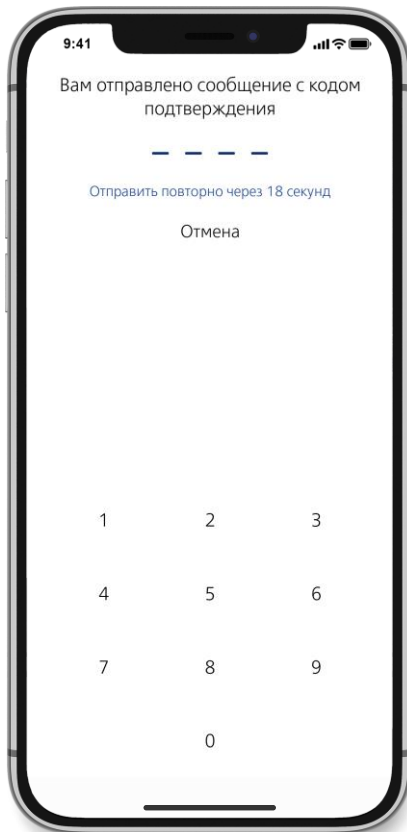 9:41
Вам отправлено сообщение с кодом
подтверждения
Отправить повторно через 18 секунд
Отмена
1 2 3
4 5 6
7 8 9
0